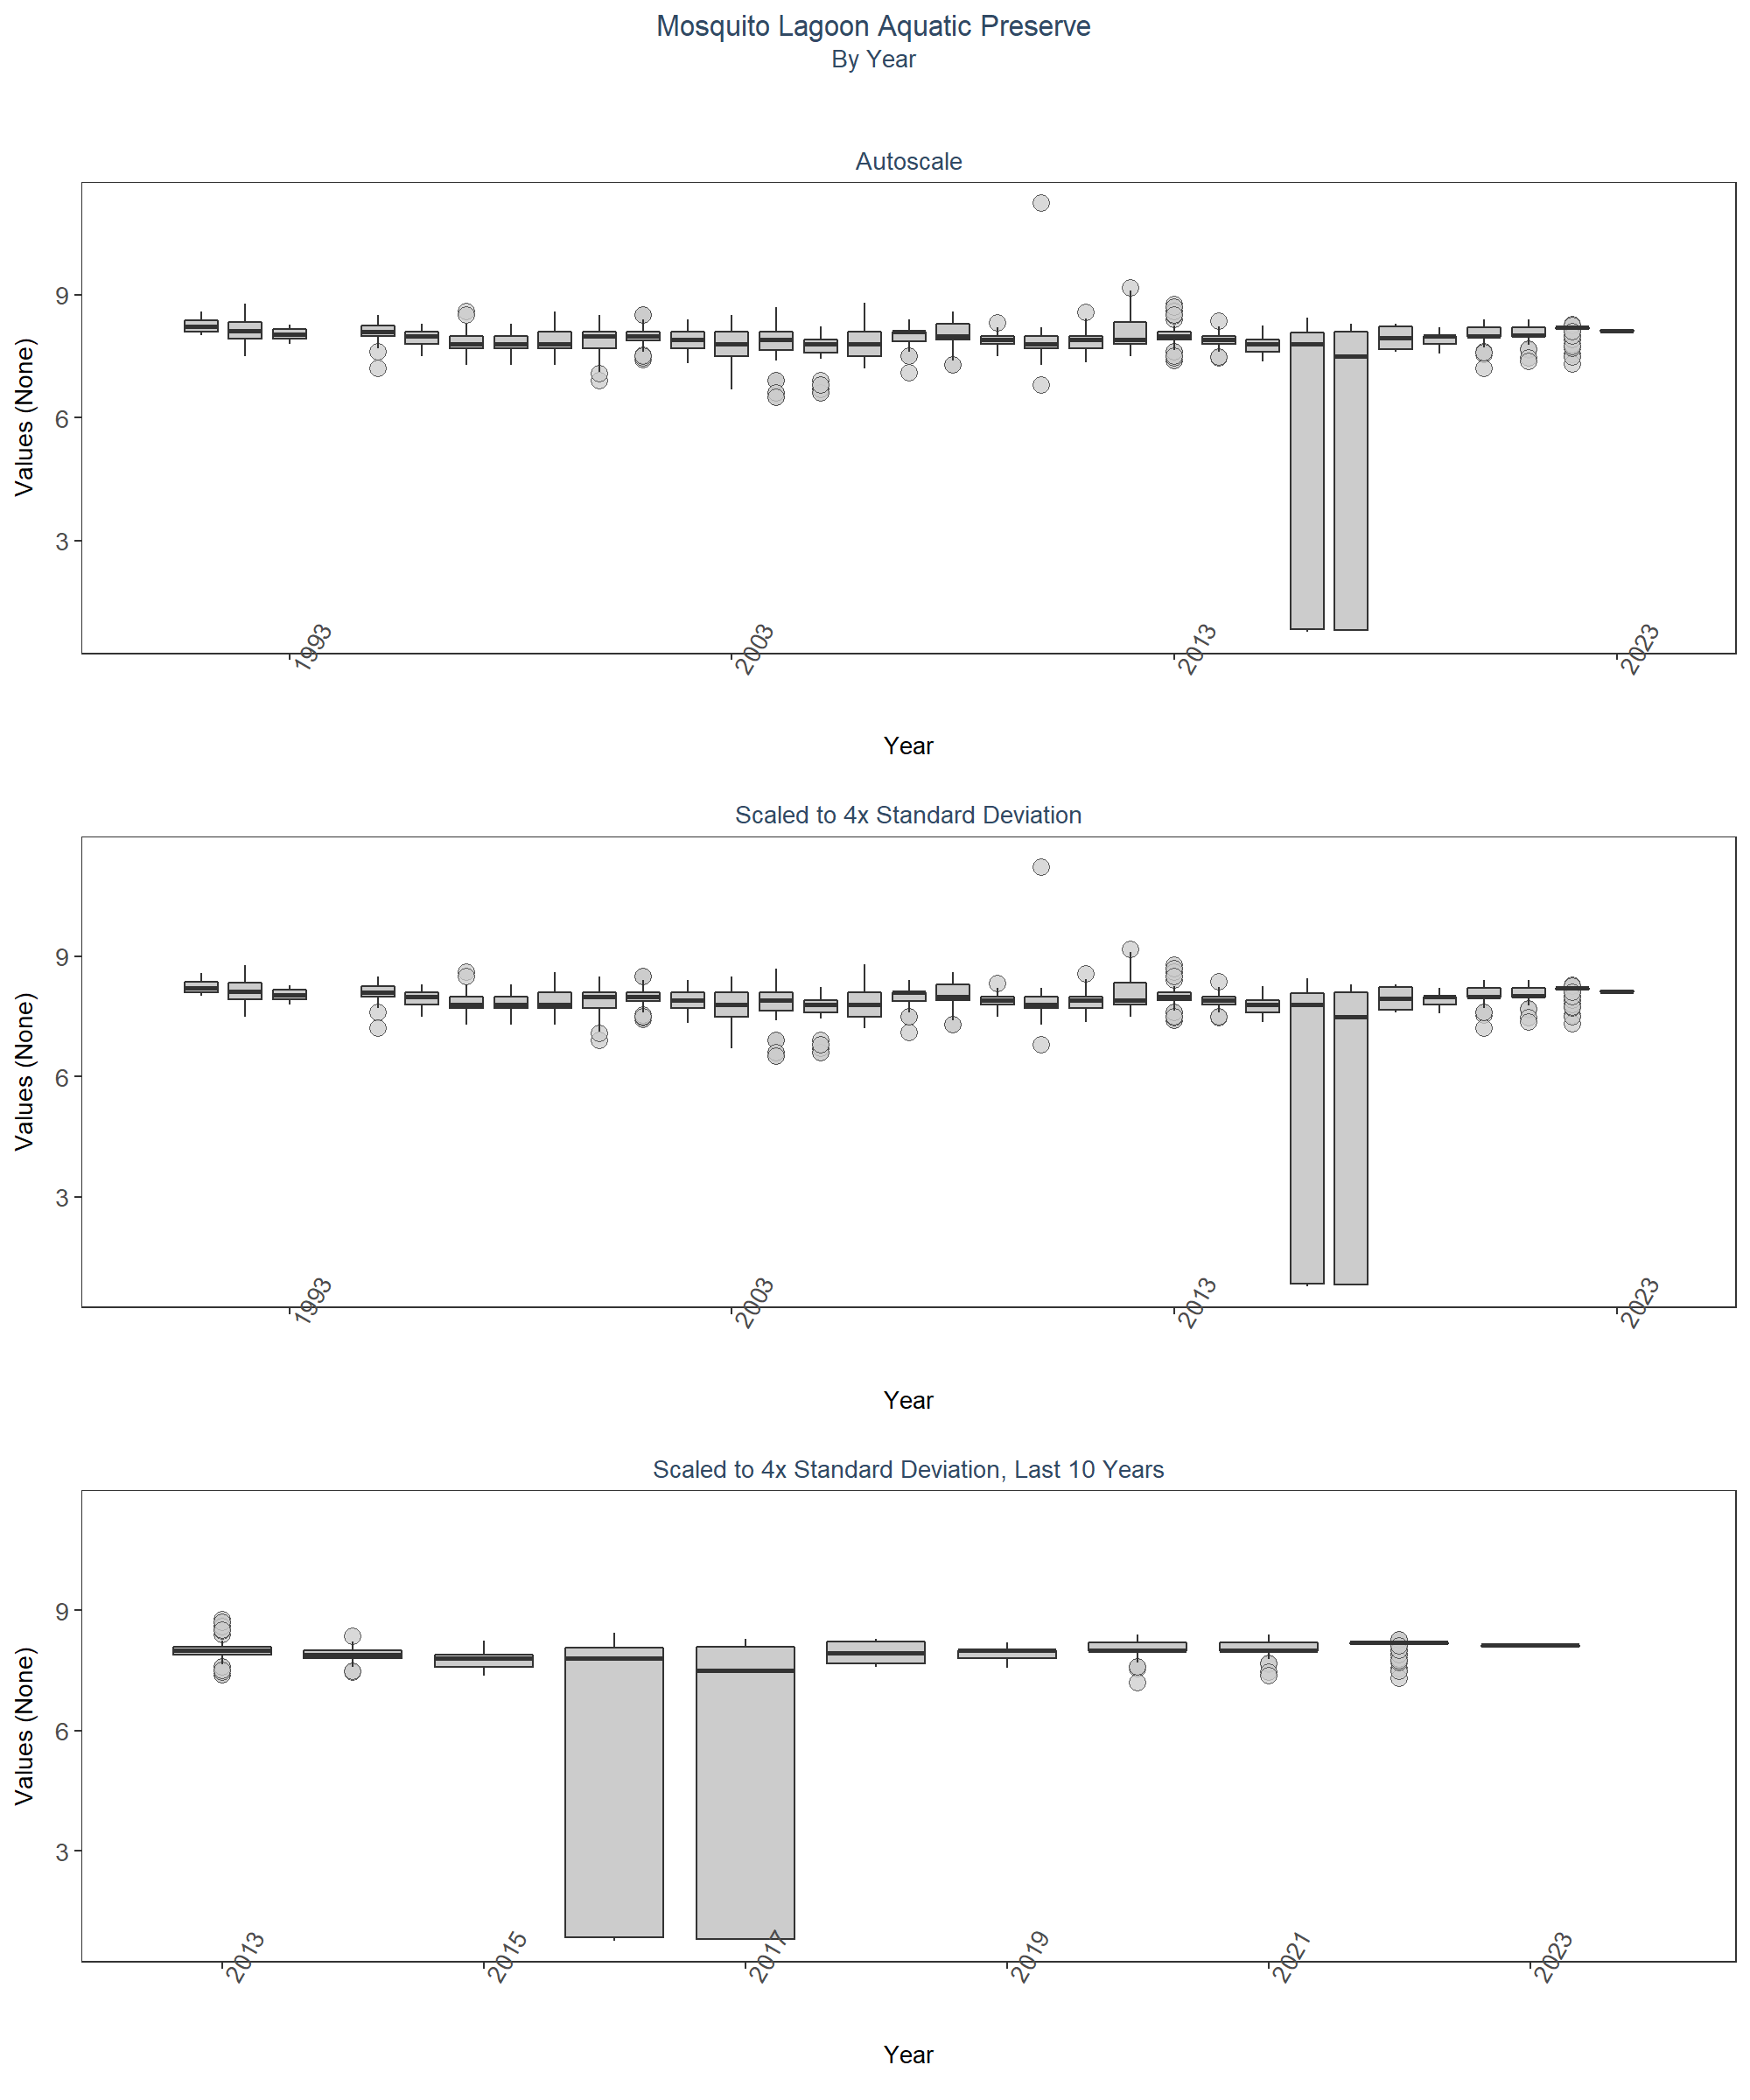 Mosquito Lagoon Aquatic Preserve
By Year
Autoscale
Values (None)
9
6
3
1993
2003
2013
2023
Year
Scaled to 4x Standard Deviation
Values (None)
9
6
3
1993
2003
2013
2023
Year
Scaled to 4x Standard Deviation, Last 10 Years
Values (None)
9
6
3
2013
2015
2017
2019
2021
2023
Year